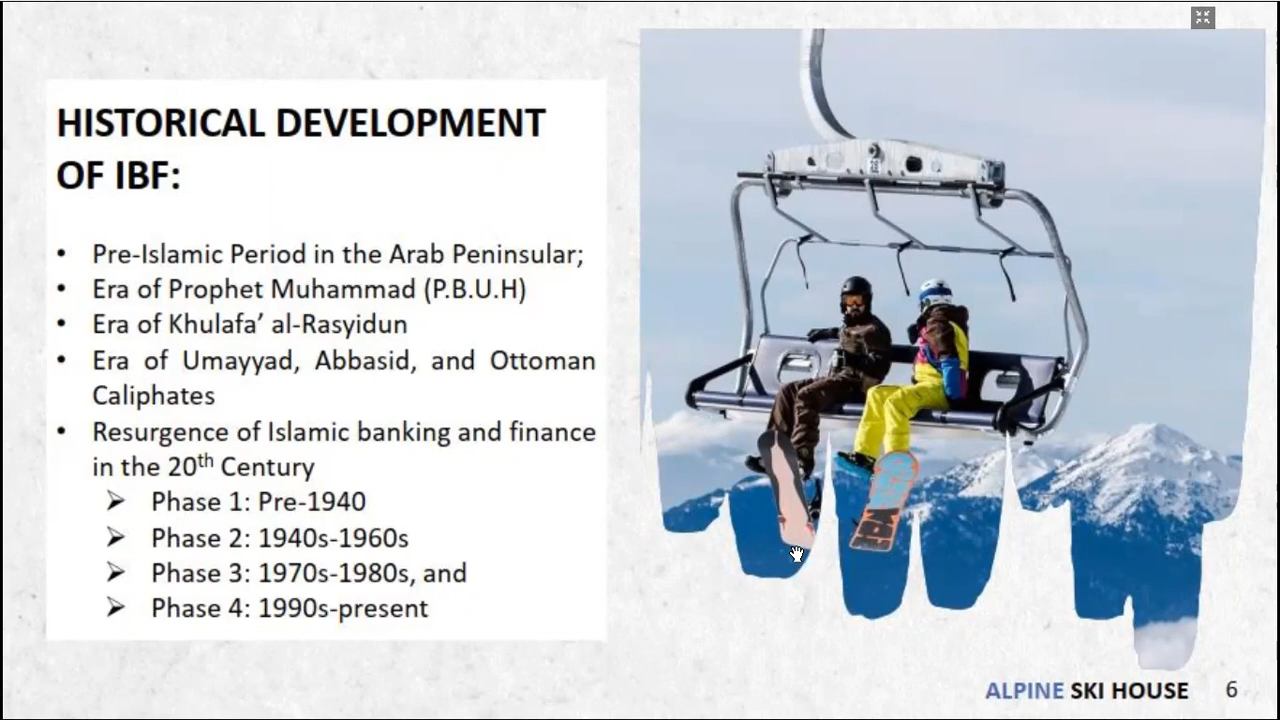 HISTORICAL DEVELOPMENT
OF IBF:
• Pre-Islamic Period in the Arab Peninsular;
• Era of Prophet Muhammad (P.B.U.H)
• Era of Khulafa’ al-Rasyidun
• Era of Umayyad, Abbasid, and Ottoman
Caliphates
• Resurgence of Islamic banking and finance
in the 20th Century
➢ Phase 1: Pre-1940
➢ Phase 2: 1940s-1960s
➢ Phase 3: 1970s-1980s, and
➢ Phase 4: 1990s-present
ALPINE SKI HOUSE 6